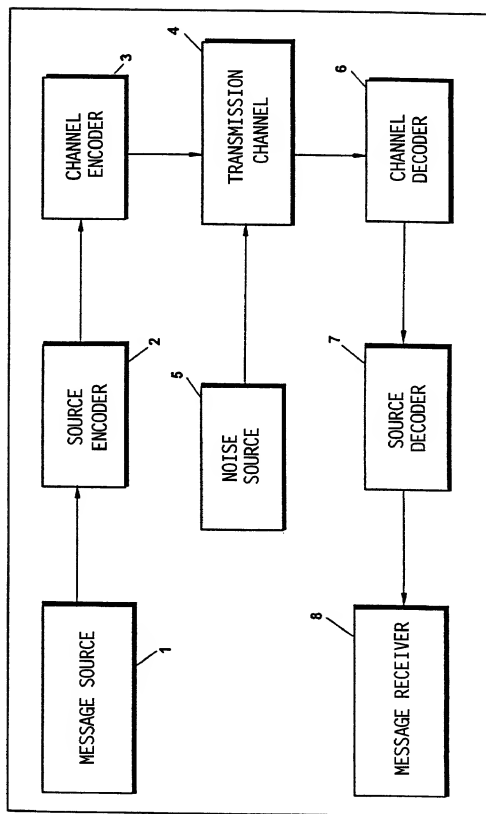 MESSAGE SOURCE
1
SOURCE
ENCODER
2
CHANNEL
ENCODER
3
TRANSMISSION
CHANNEL
4
NOISE
SOURCE
5
CHANNEL
DECODER
6
SOURCE
DECODER
7
MESSAGE RECEIVER
8